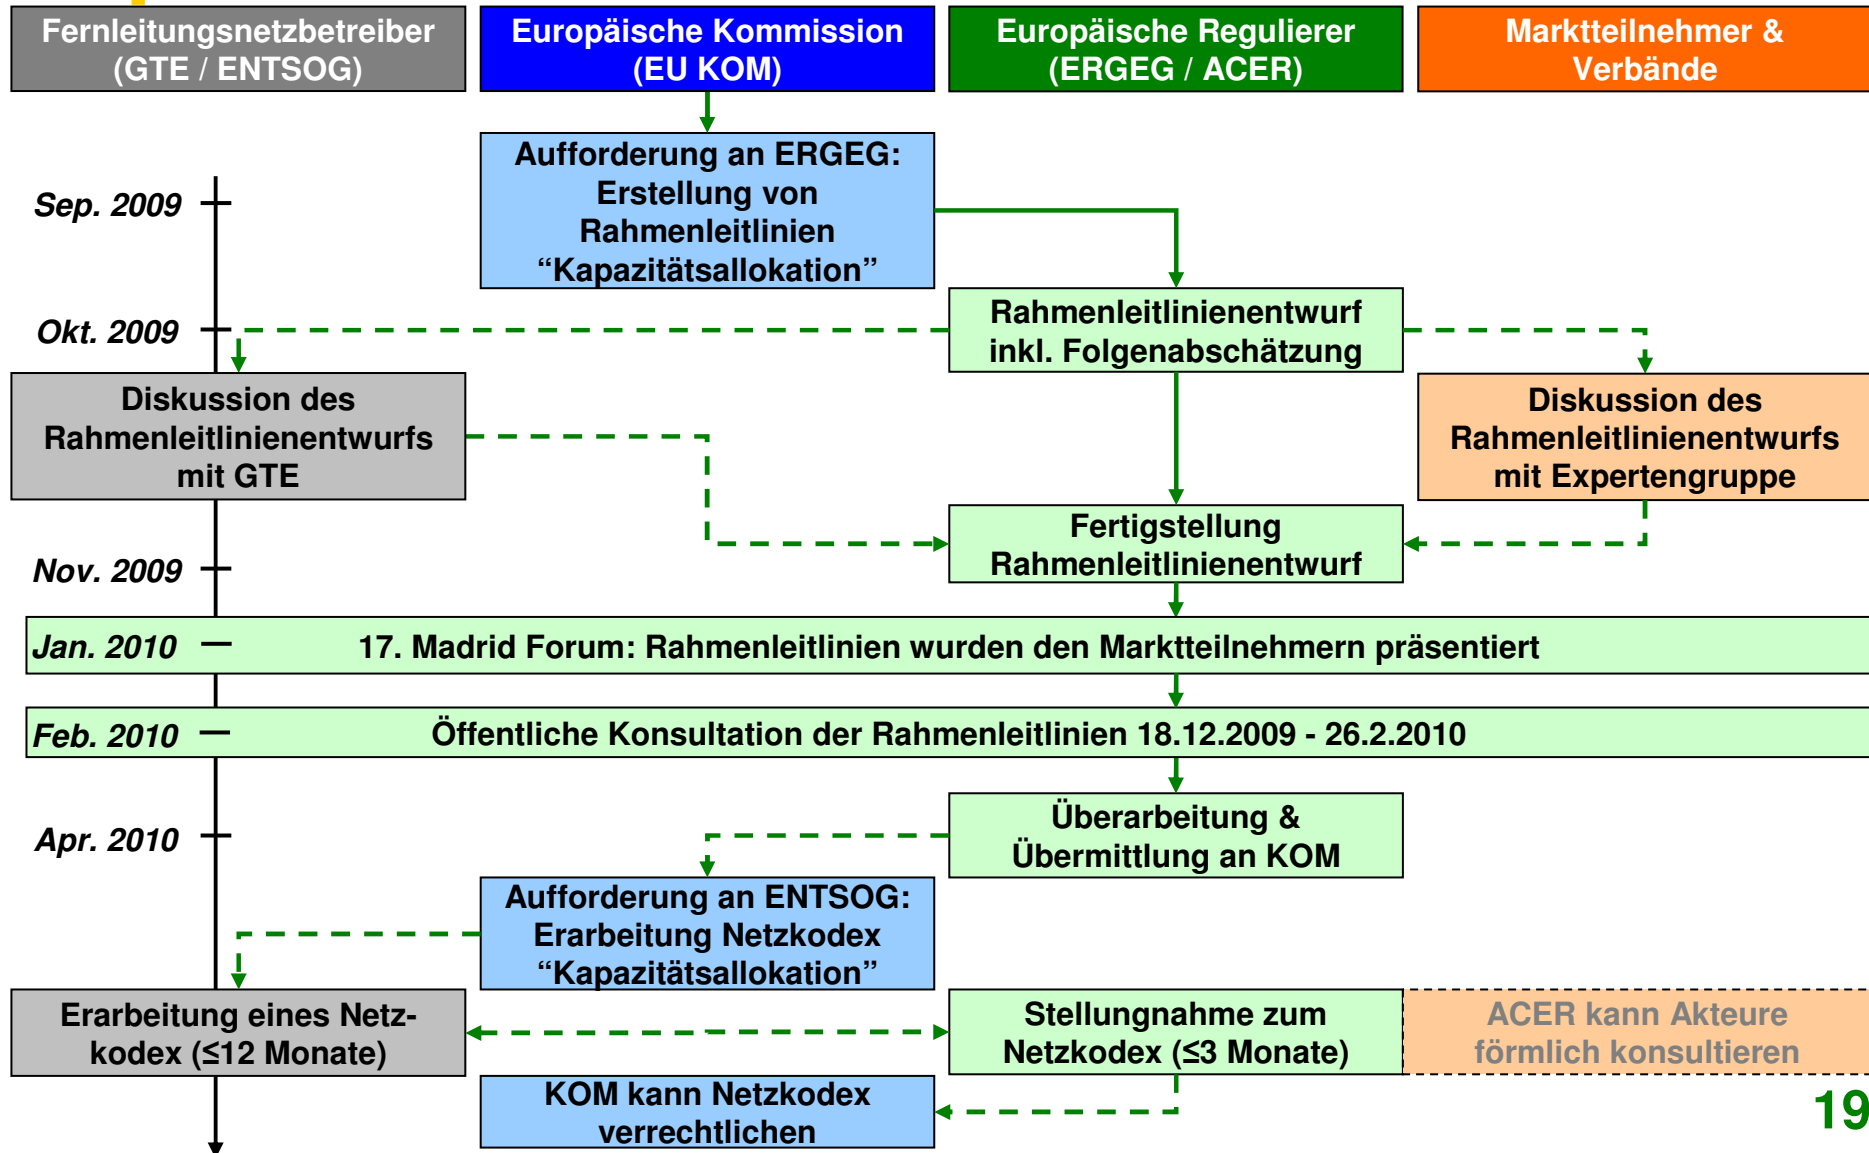 Fernleitungsnetzbetreiber
(GTE / ENTSOG)
Europäische Kommission
(EU KOM)
Europäische Regulierer
(ERGEG / ACER)
Marktteilnehmer &
Verbände
Aufforderung an ERGEG:
Erstellung von
Rahmenleitlinien
“Kapazitätsallokation”
Sep. 2009
Rahmenleitlinienentwurf
inkl. Folgenabschätzung
Okt. 2009
Diskussion des
Rahmenleitlinienentwurfs
mit GTE
Diskussion des
Rahmenleitlinienentwurfs
mit Expertengruppe
Fertigstellung
Rahmenleitlinienentwurf
Nov. 2009
Jan. 2010
17. Madrid Forum: Rahmenleitlinien wurden den Marktteilnehmern präsentiert
Feb. 2010
Öffentliche Konsultation der Rahmenleitlinien 18.12.2009 - 26.2.2010
Überarbeitung &
Übermittlung an KOM
Apr. 2010
Aufforderung an ENTSOG:
Erarbeitung Netzkodex
“Kapazitätsallokation”
Erarbeitung eines Netz-
kodex (≤12 Monate)
Stellungnahme zum
Netzkodex (≤3 Monate)
ACER kann Akteure
förmlich konsultieren
KOM kann Netzkodex
verrechtlichen
19